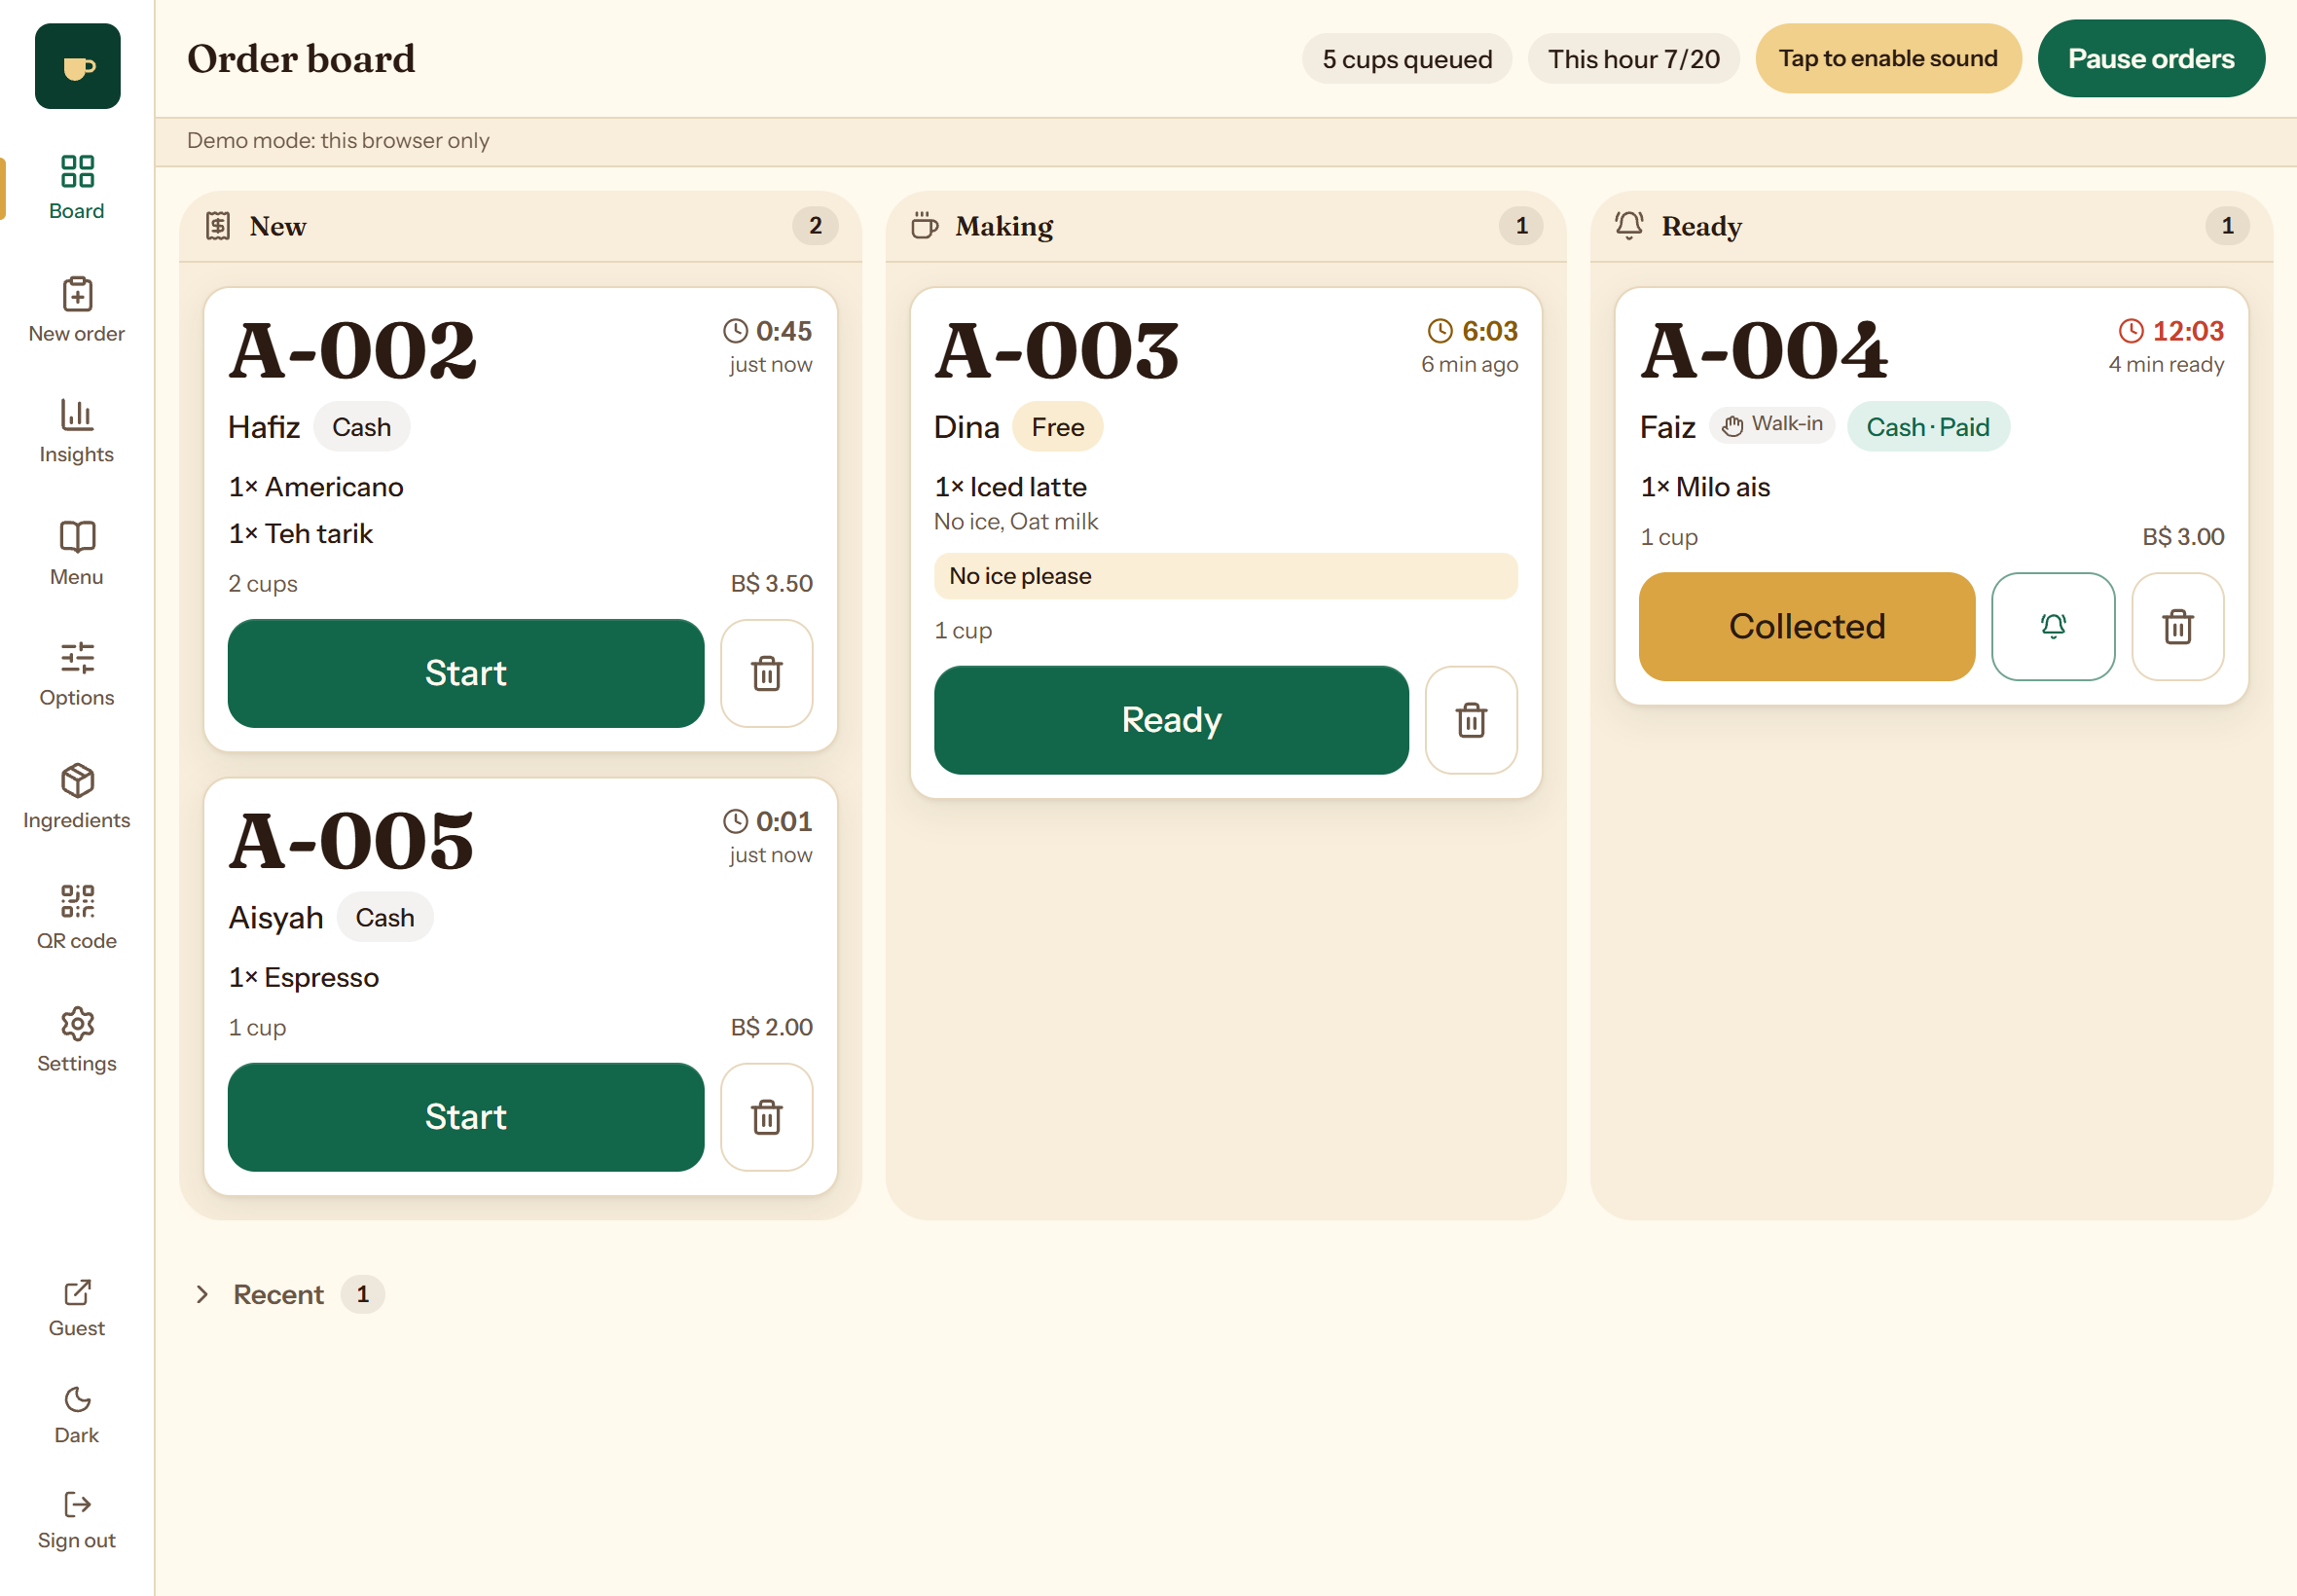 Order board
5 cups queued
This hour 7/20
Tap to enable sound
Pause orders
Demo mode: this browser only
Board
New order
Insights
Menu
Options
Ingredients
QR code
Settings
Guest
Dark
Sign out
New 2
A-002 0:45
just now
Hafiz Cash
1× Americano
1× Teh tarik
2 cups B$ 3.50
Start
A-005 0:01
just now
Aisyah Cash
1× Espresso
1 cup B$ 2.00
Start
Making 1
A-003 6:03
6 min ago
Dina Free
1× Iced latte
No ice, Oat milk
No ice please
1 cup
Ready
Ready 1
A-004 12:03
4 min ready
Faiz Walk-in Cash · Paid
1× Milo ais
1 cup B$ 3.00
Collected
Recent 1